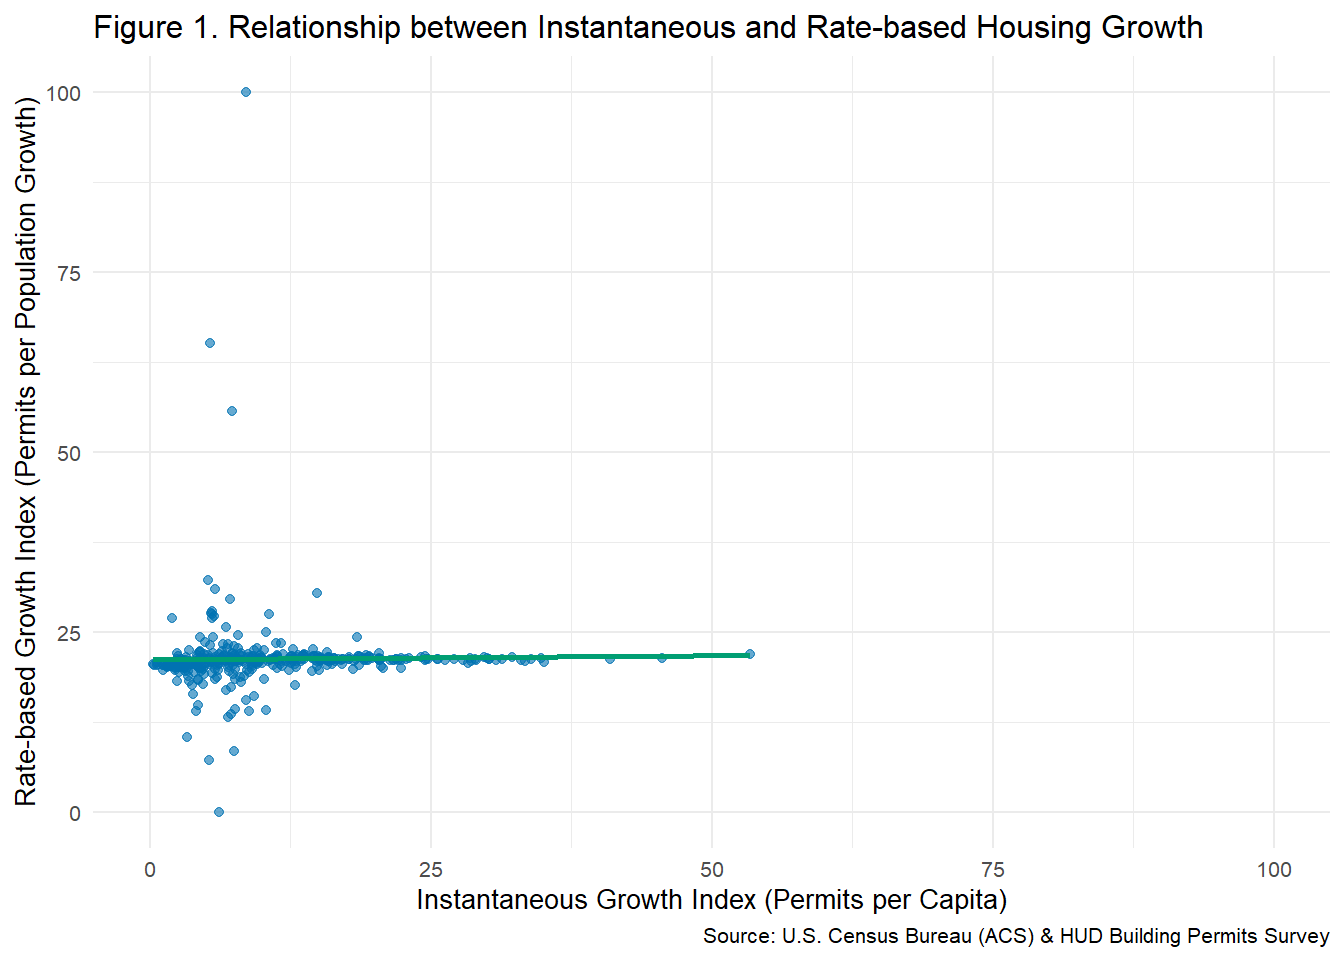 Figure 1. Relationship between Instantaneous and Rate-based Housing Growth
Rate-based Growth Index (Permits per Population Growth)
100
75
50
25
0
0 25 50 75 100
Instantaneous Growth Index (Permits per Capita)
Source: U.S. Census Bureau (ACS) & HUD Building Permits Survey